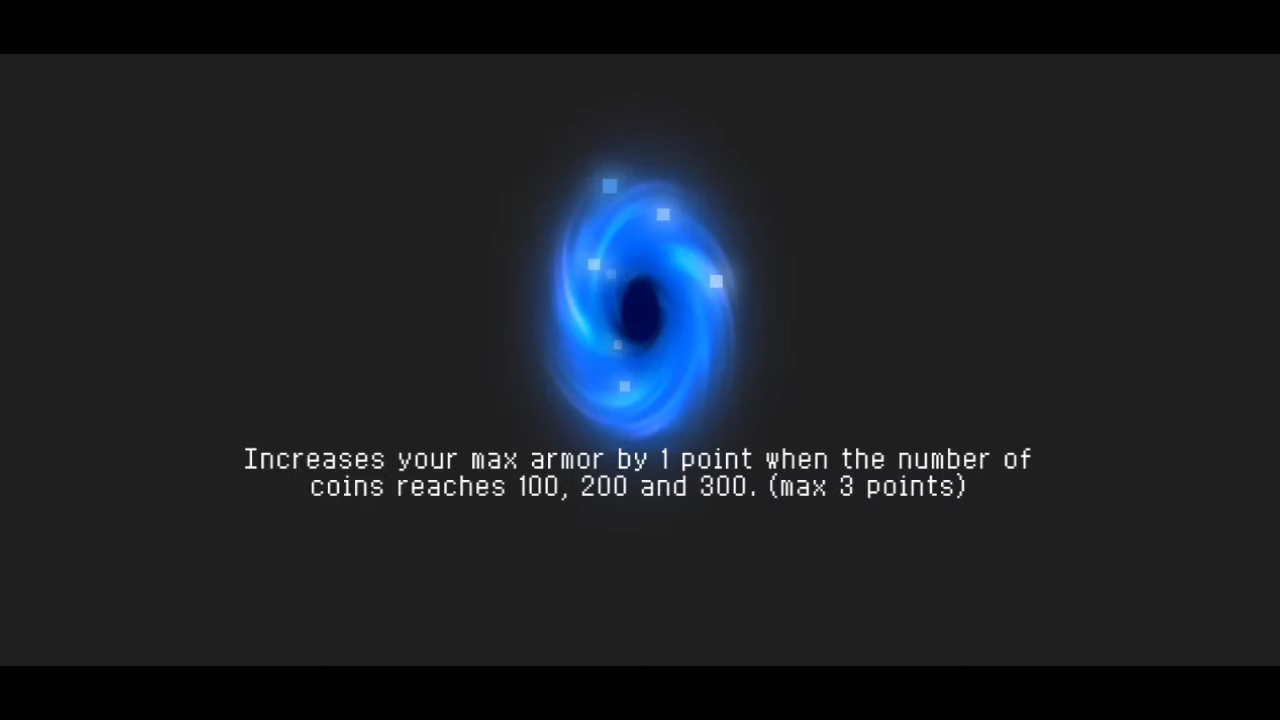 Increases your max armor by 1 point when the number of
coins reaches 100, 200 and 300. (max 3 points)